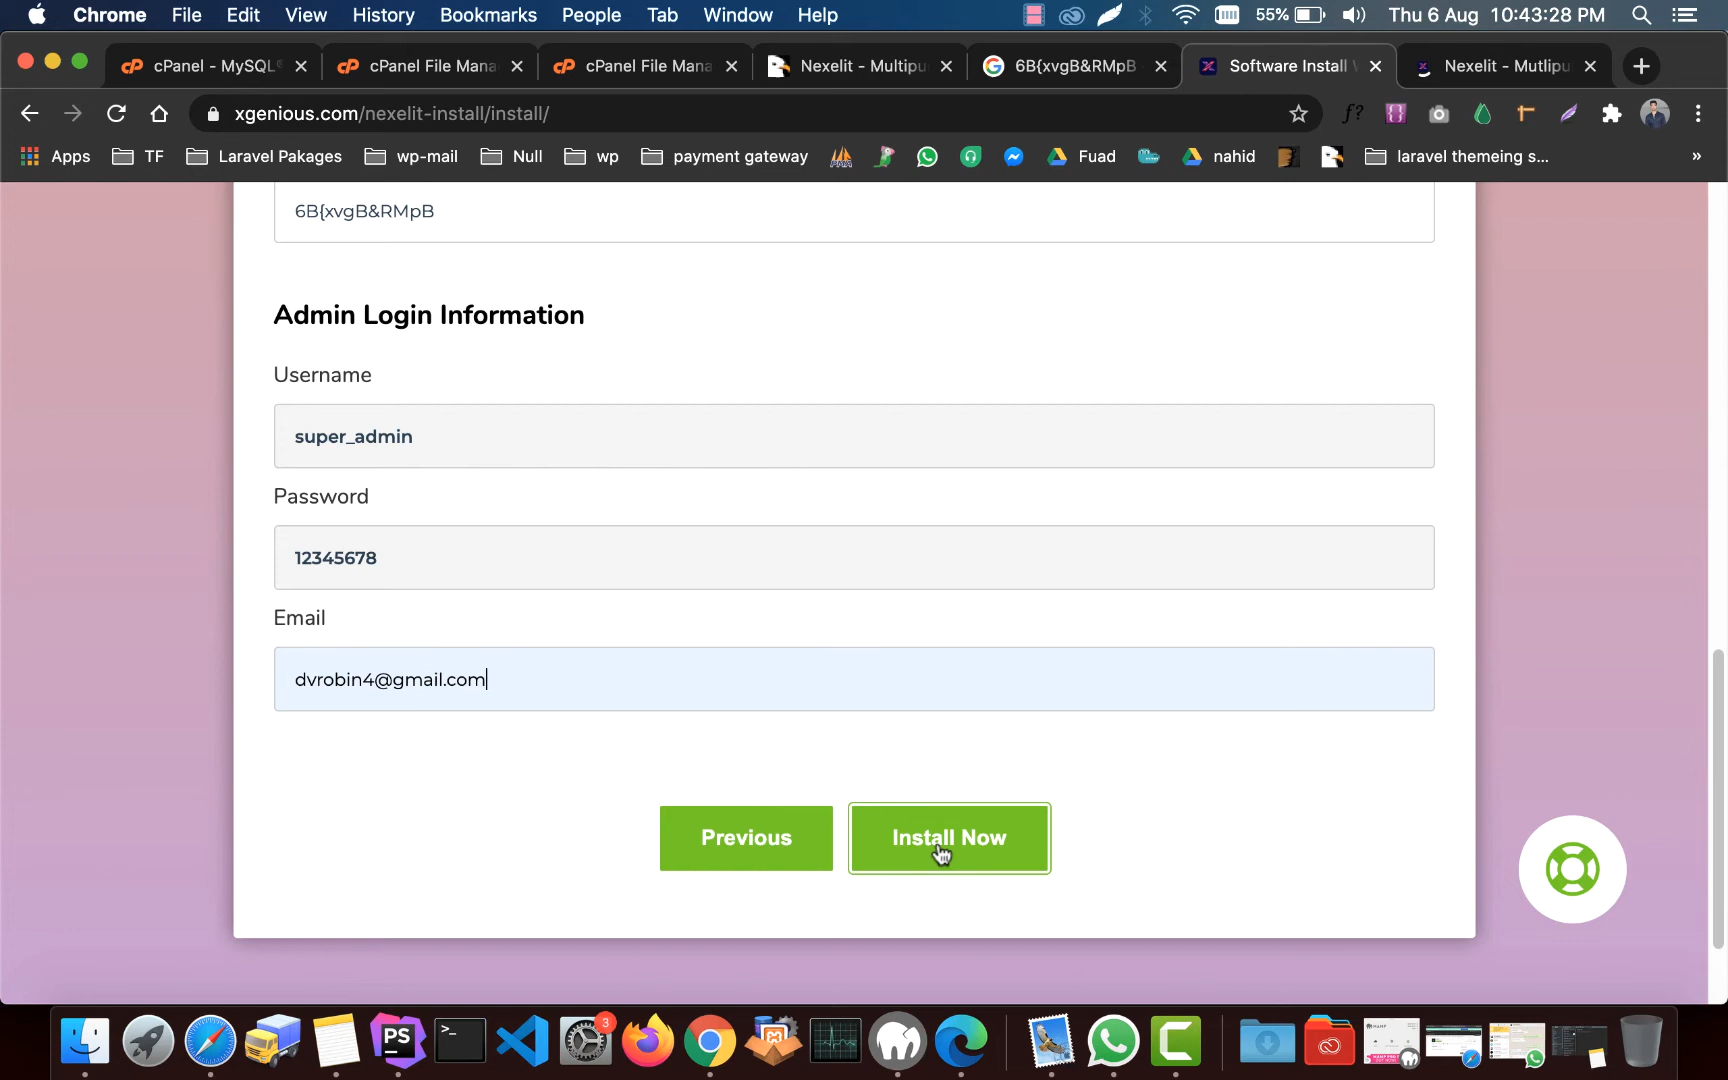 Chrome File Edit View History Bookmarks People Tab Window Help 55% Thu 6 Aug 10:43:28 PM
cPanel - MySQL cPanel File Mana cPanel File Mana Nexelit - Multipu 6B{xvgB&RMpB Software Install Nexelit - Mutlipu
xgenious.com/nexelit-install/install/
Apps TF Laravel Pakages wp-mail Null wp payment gateway Fuad nahid laravel themeing s... »
6B{xvgB&RMpB
Admin Login Information
Username
super_admin
Password
12345678
Email
dvrobin4@gmail.com
Previous Install Now
3
PS